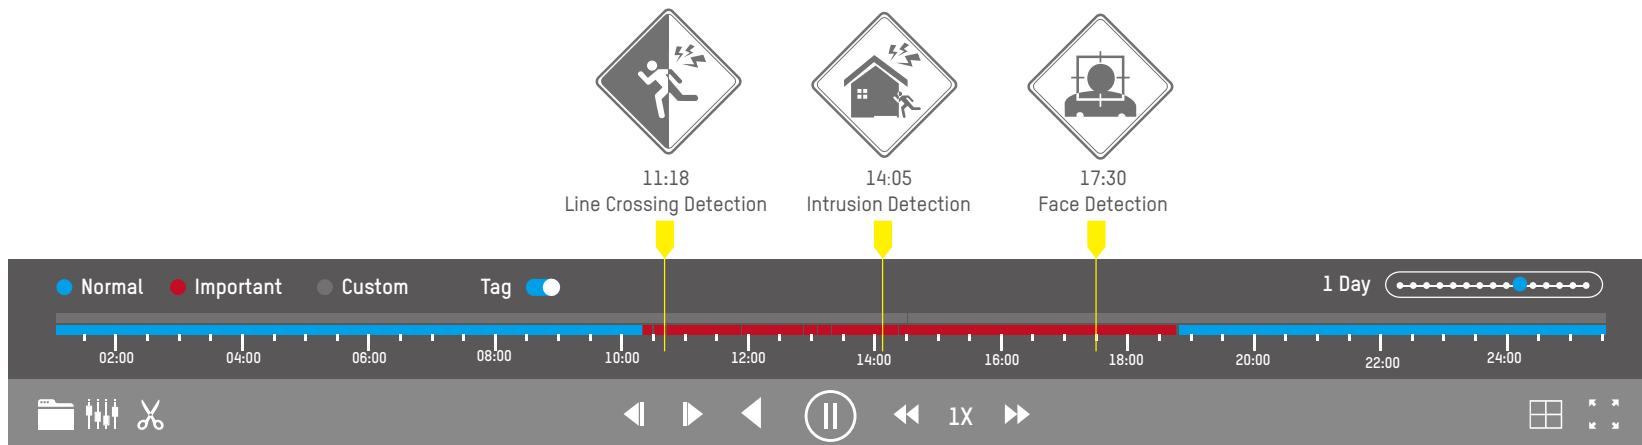 11:18
Line Crossing Detection
14:05
Intrusion Detection
17:30
Face Detection
Normal Important Custom Tag 1 Day
02:00 04:00 06:00 08:00 10:00 12:00 14:00 16:00 18:00 20:00 22:00 24:00
1X